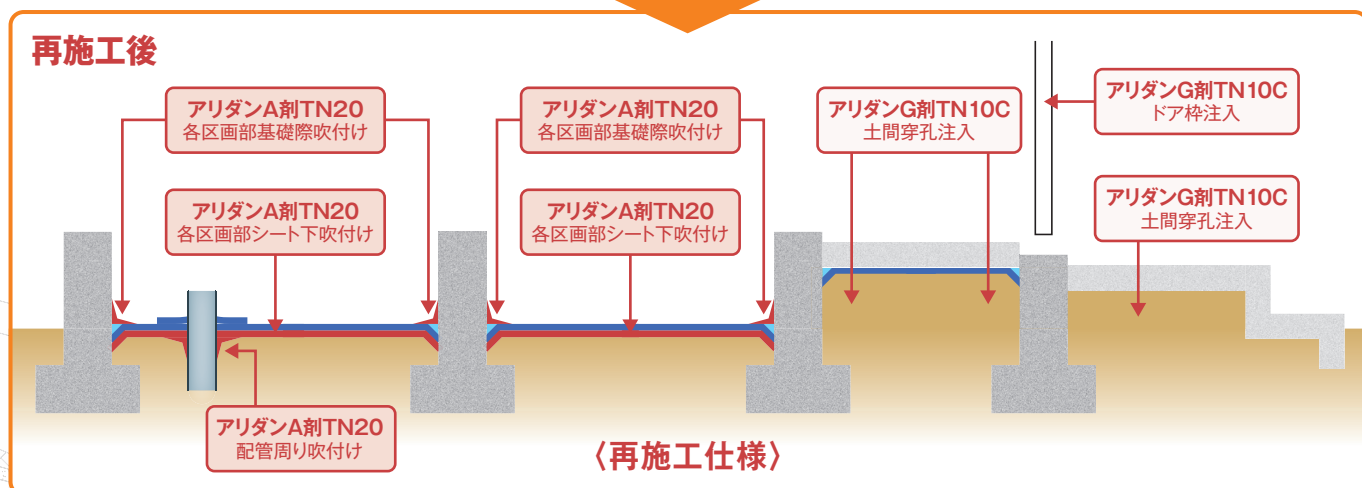 再施工後
アリダンA剤TN20
各区画部基礎際吹付け
アリダンA剤TN20
各区画部基礎際吹付け
アリダンG剤TN10C
土間穿孔注入
アリダンG剤TN10C
ドア枠注入
アリダンA剤TN20
各区画部シート下吹付け
アリダンA剤TN20
各区画部シート下吹付け
アリダンG剤TN10C
土間穿孔注入
アリダンA剤TN20
配管周り吹付け
〈再施工仕様〉